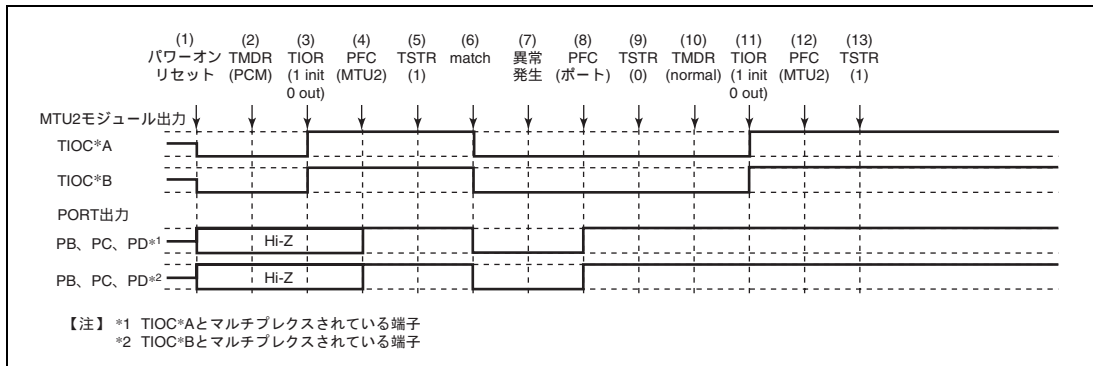 (1) (2) (3) (4) (5) (6) (7) (8) (9) (10) (11) (12) (13)
パワーオン TMDR TIOR PFC TSTR match 異常 PFC TSTR TMDR TIOR PFC TSTR
リセット (PCM) (1 init (MTU2) (1) 発生 (ポート) (0) (normal) (1 init (MTU2) (1)
0 out) 0 out)
MTU2モジュール出力
TIOC*A
TIOC*B
PORT出力
PB、PC、PD*1 Hi-Z
PB、PC、PD*2 Hi-Z
【注】 *1 TIOC*Aとマルチプレクスされている端子
*2 TIOC*Bとマルチプレクスされている端子